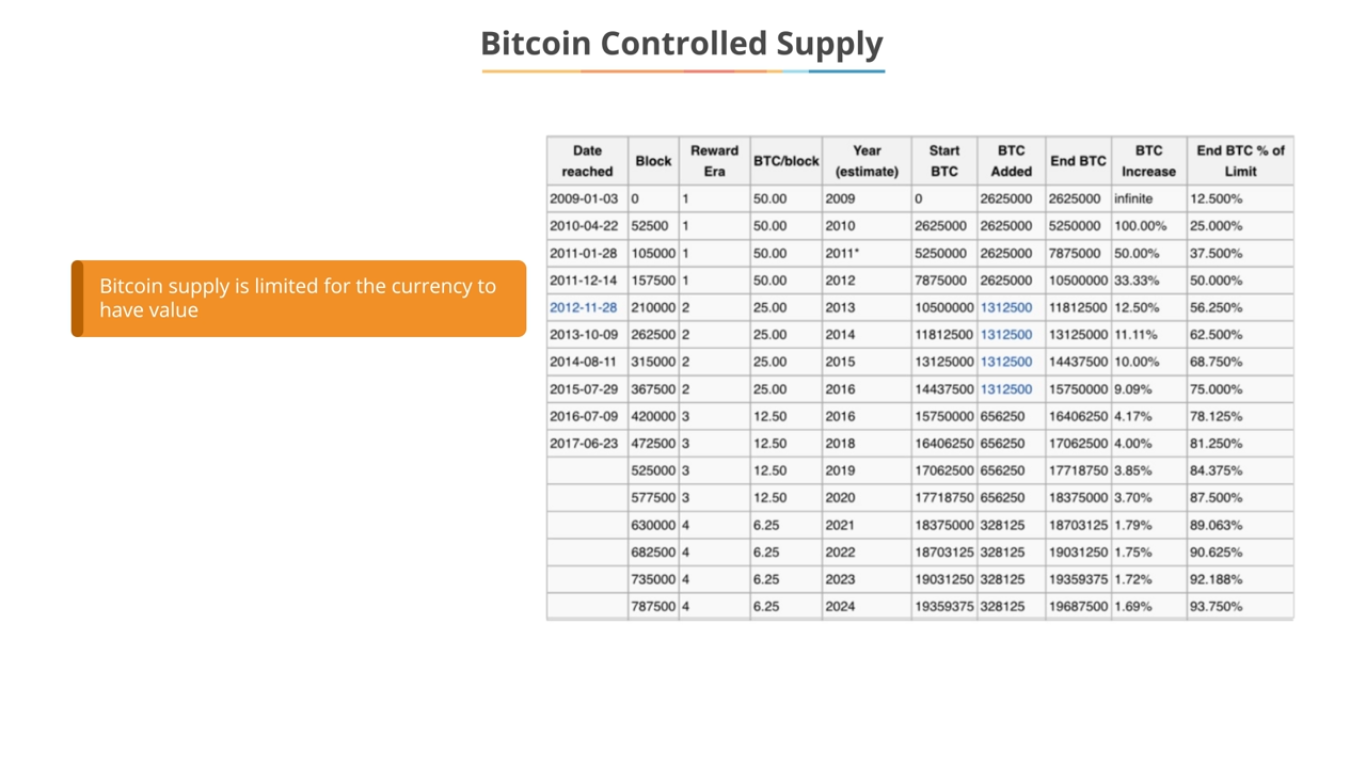 Bitcoin Controlled Supply
Bitcoin supply is limited for the currency to
have value
Date reached Block Reward Era BTC/block Year (estimate) Start BTC BTC Added End BTC BTC Increase End BTC % of Limit
2009-01-03 0 1 50.00 2009 0 2625000 2625000 infinite 12.500%
2010-04-22 52500 1 50.00 2010 2625000 2625000 5250000 100.00% 25.000%
2011-01-28 105000 1 50.00 2011* 5250000 2625000 7875000 50.00% 37.500%
2011-12-14 157500 1 50.00 2012 7875000 2625000 10500000 33.33% 50.000%
2012-11-28 210000 2 25.00 2013 10500000 1312500 11812500 12.50% 56.250%
2013-10-09 262500 2 25.00 2014 11812500 1312500 13125000 11.11% 62.500%
2014-08-11 315000 2 25.00 2015 13125000 1312500 14437500 10.00% 68.750%
2015-07-29 367500 2 25.00 2016 14437500 1312500 15750000 9.09% 75.000%
2016-07-09 420000 3 12.50 2016 15750000 656250 16406250 4.17% 78.125%
2017-06-23 472500 3 12.50 2018 16406250 656250 17062500 4.00% 81.250%
525000 3 12.50 2019 17062500 656250 17718750 3.85% 84.375%
577500 3 12.50 2020 17718750 656250 18375000 3.70% 87.500%
630000 4 6.25 2021 18375000 328125 18703125 1.79% 89.063%
682500 4 6.25 2022 18703125 328125 19031250 1.75% 90.625%
735000 4 6.25 2023 19031250 328125 19359375 1.72% 92.188%
787500 4 6.25 2024 19359375 328125 19687500 1.69% 93.750%